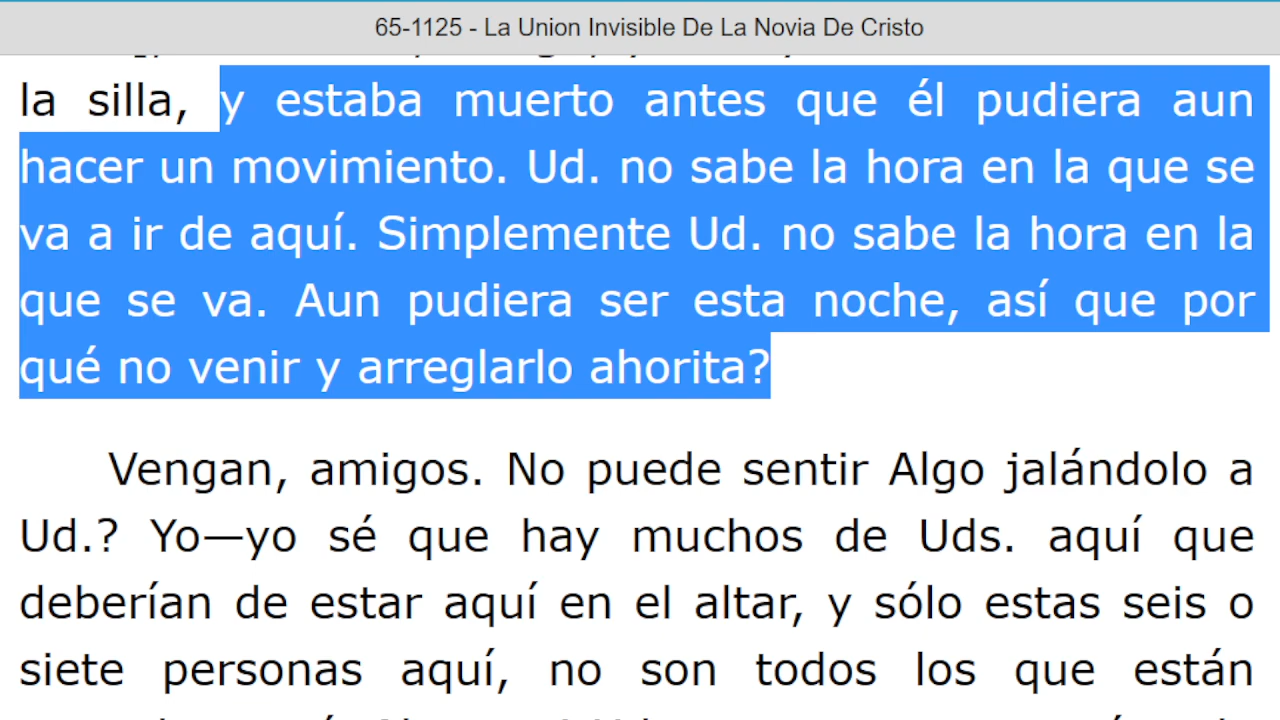 65-1125 - La Union Invisible De La Novia De Cristo
la silla, y estaba muerto antes que él pudiera aun
hacer un movimiento. Ud. no sabe la hora en la que se
va a ir de aquí. Simplemente Ud. no sabe la hora en la
que se va. Aun pudiera ser esta noche, así que por
qué no venir y arreglarlo ahorita?
Vengan, amigos. No puede sentir Algo jalándolo a
Ud.? Yo—yo sé que hay muchos de Uds. aquí que
deberían de estar aquí en el altar, y sólo estas seis o
siete personas aquí, no son todos los que están